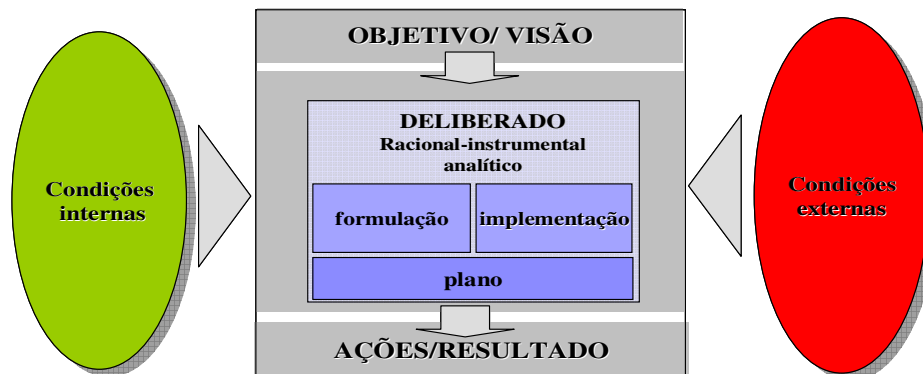 OBJETIVO/ VISÃO
DELIBERADO
Racional-instrumental
analítico
Condições
internas
formulação
implementação
Condições
externas
plano
AÇÕES/RESULTADO